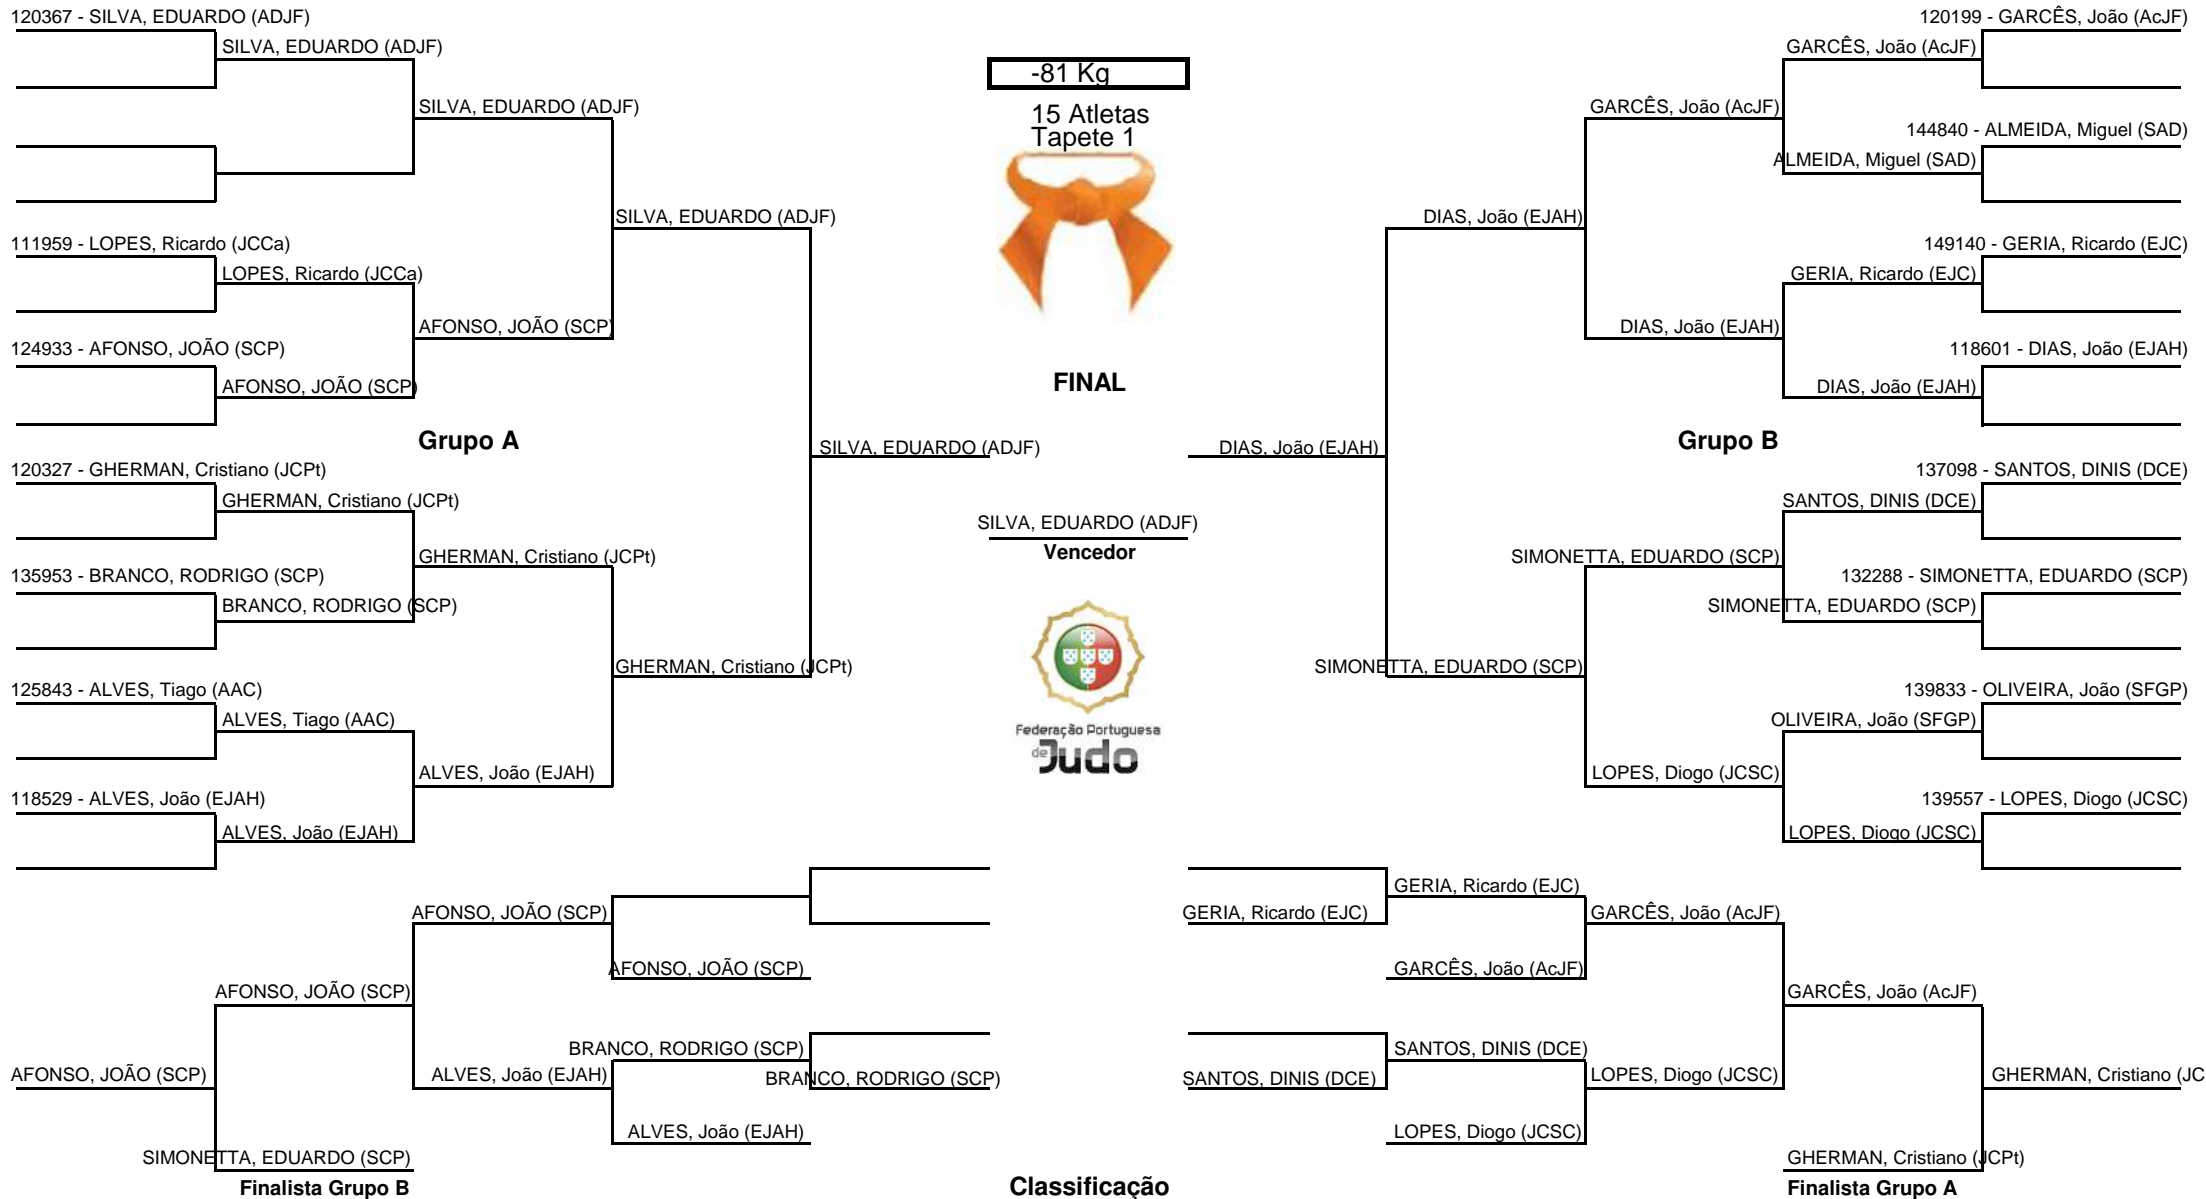 120367 - SILVA, EDUARDO (ADJF)
SILVA, EDUARDO (ADJF)
SILVA, EDUARDO (ADJF)
SILVA, EDUARDO (ADJF)
111959 - LOPES, Ricardo (JCCa)
LOPES, Ricardo (JCCa)
AFONSO, JOÃO (SCP)
124933 - AFONSO, JOÃO (SCP)
AFONSO, JOÃO (SCP)
Grupo A
SILVA, EDUARDO (ADJF)
120327 - GHERMAN, Cristiano (JCPt)
GHERMAN, Cristiano (JCPt)
GHERMAN, Cristiano (JCPt)
135953 - BRANCO, RODRIGO (SCP)
BRANCO, RODRIGO (SCP)
GHERMAN, Cristiano (JCPt)
125843 - ALVES, Tiago (AAC)
ALVES, Tiago (AAC)
ALVES, João (EJAH)
118529 - ALVES, João (EJAH)
ALVES, João (EJAH)
-81 Kg
15 Atletas
Tapete 1
FINAL
SILVA, EDUARDO (ADJF)
Vencedor
Federação Portuguesa
de Judo
120199 - GARCÊS, João (AcJF)
GARCÊS, João (AcJF)
GARCÊS, João (AcJF)
144840 - ALMEIDA, Miguel (SAD)
ALMEIDA, Miguel (SAD)
DIAS, João (EJAH)
149140 - GERIA, Ricardo (EJC)
GERIA, Ricardo (EJC)
DIAS, João (EJAH)
118601 - DIAS, João (EJAH)
DIAS, João (EJAH)
Grupo B
DIAS, João (EJAH)
137098 - SANTOS, DINIS (DCE)
SANTOS, DINIS (DCE)
SIMONETTA, EDUARDO (SCP)
132288 - SIMONETTA, EDUARDO (SCP)
SIMONETTA, EDUARDO (SCP)
SIMONETTA, EDUARDO (SCP)
139833 - OLIVEIRA, João (SFGP)
OLIVEIRA, João (SFGP)
LOPES, Diogo (JCSC)
139557 - LOPES, Diogo (JCSC)
LOPES, Diogo (JCSC)
AFONSO, JOÃO (SCP)
AFONSO, JOÃO (SCP)
AFONSO, JOÃO (SCP)
BRANCO, RODRIGO (SCP)
AFONSO, JOÃO (SCP)
ALVES, João (EJAH)
BRANCO, RODRIGO (SCP)
ALVES, João (EJAH)
SIMONETTA, EDUARDO (SCP)
Finalista Grupo B
Classificação
GERIA, Ricardo (EJC)
GERIA, Ricardo (EJC)
GARCÊS, João (AcJF)
GARCÊS, João (AcJF)
GARCÊS, João (AcJF)
SANTOS, DINIS (DCE)
SANTOS, DINIS (DCE)
LOPES, Diogo (JCSC)
GHERMAN, Cristiano (JC
LOPES, Diogo (JCSC)
GHERMAN, Cristiano (JCPt)
Finalista Grupo A